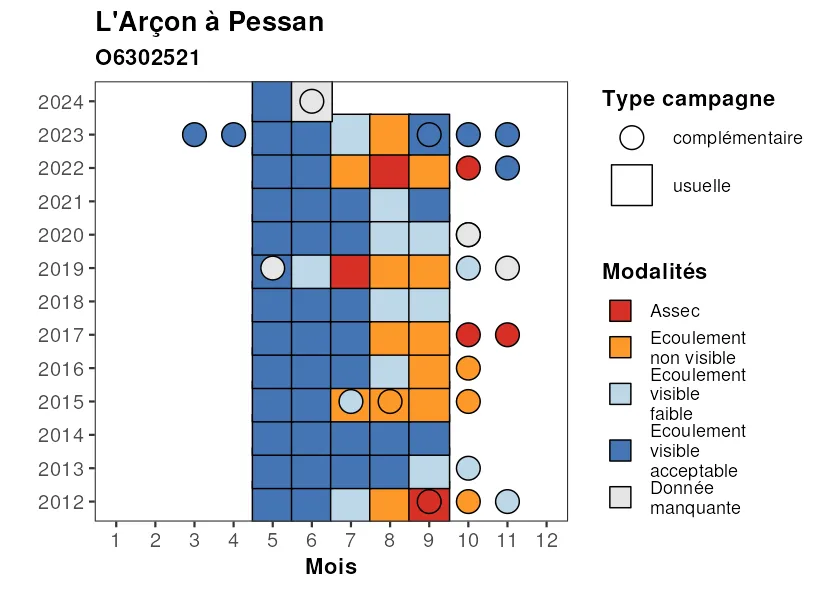 L'Arçon à Pessan
O6302521
2024
2023
2022
2021
2020
2019
2018
2017
2016
2015
2014
2013
2012
1 2 3 4 5 6 7 8 9 10 11 12
Mois
Type campagne
complémentaire
usuelle
Modalités
Assec
Ecoulement
non visible
Ecoulement
visible
faible
Ecoulement
visible
acceptable
Donnée
manquante